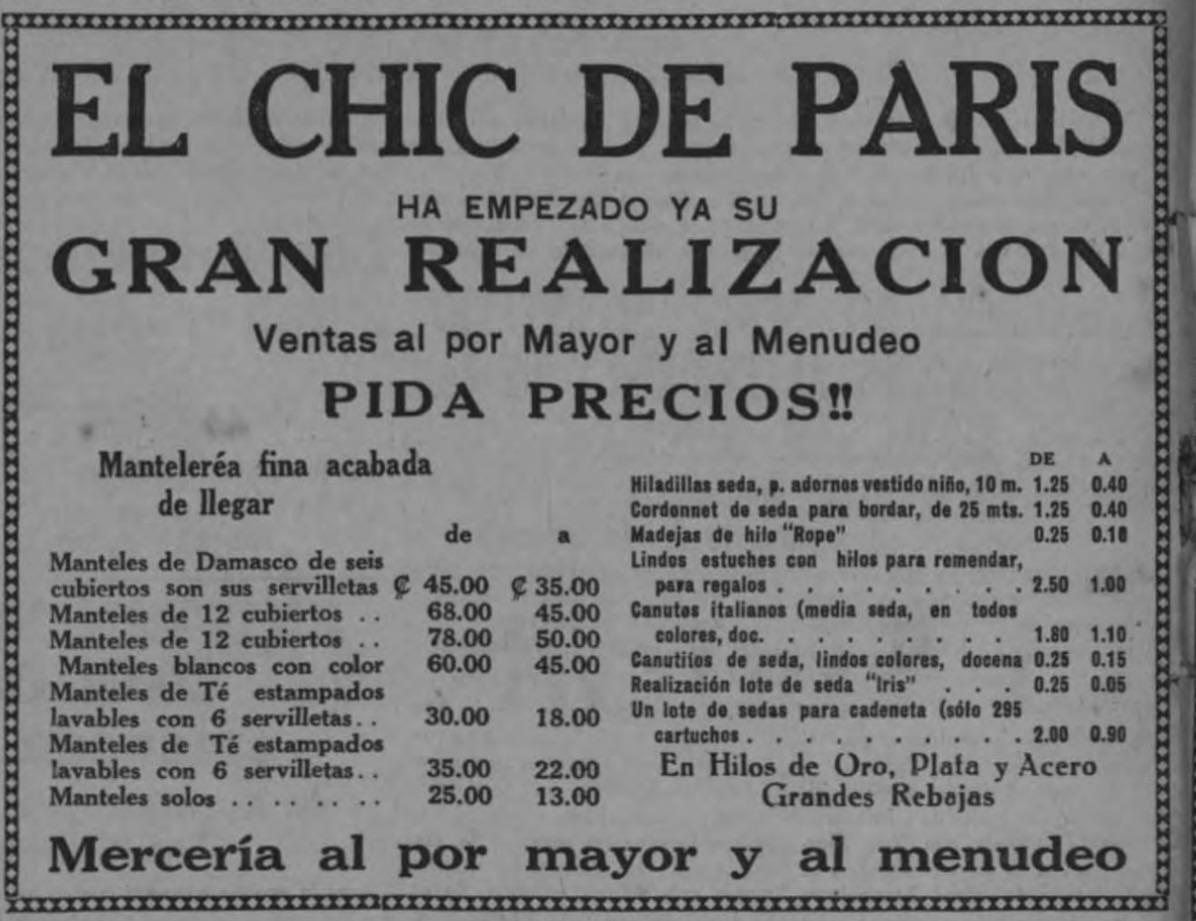 EL CHIC DE PARIS
HA EMPEZADO YA SU
GRAN REALIZACION
Ventas al por Mayor y al Menudeo
PIDA PRECIOS!!
Manteleréa fina acabada
de llegar
de a
Manteles de Damasco de seis
cubiertos son sus servilletas ₡ 45.00 ₡ 35.00
Manteles de 12 cubiertos . . 68.00 45.00
Manteles de 12 cubiertos . . 78.00 50.00
Manteles blancos con color 60.00 45.00
Manteles de Té estampados
lavables con 6 servilletas. . 30.00 18.00
Manteles de Té estampados
lavables con 6 servilletas. . 35.00 22.00
Manteles solos . . . . . . . . 25.00 13.00
DE A
Hiladillas seda, p. adornos vestido niño, 10 m. 1.25 0.40
Cordonnet de seda para bordar, de 25 mts. 1.25 0.40
Madejas de hilo "Rope" 0.25 0.18
Lindos estuches con hilos para remendar,
para regalos . . . . . . . . . 2.50 1.00
Canutos italianos (media seda, en todos
colores, doc. . . . . . . . . . 1.80 1.10
Canutiíos de seda, lindos colores, docena 0.25 0.15
Realización lote de seda "Iris" . . . 0.25 0.05
Un lote de sedas para cadeneta (sólo 295
cartuchos . . . . . . . . . . . 2.00 0.90
En Hilos de Oro, Plata y Acero
Grandes Rebajas
Mercería al por mayor y al menudeo